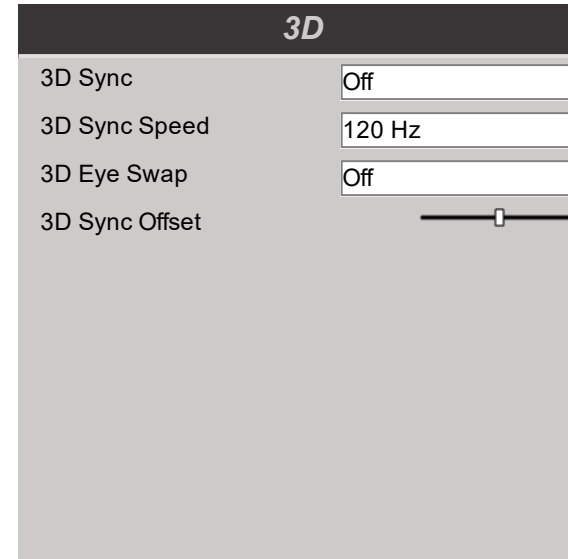 3D
3D Sync Off
3D Sync Speed 120 Hz
3D Eye Swap Off
3D Sync Offset